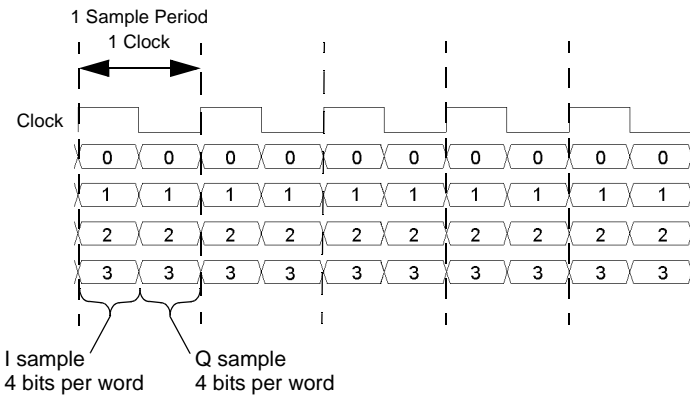 1 Sample Period
1 Clock
Clock
0 0 0 0 0 0 0 0 0 0
1 1 1 1 1 1 1 1 1 1
2 2 2 2 2 2 2 2 2 2
3 3 3 3 3 3 3 3 3 3
I sample
4 bits per word
Q sample
4 bits per word